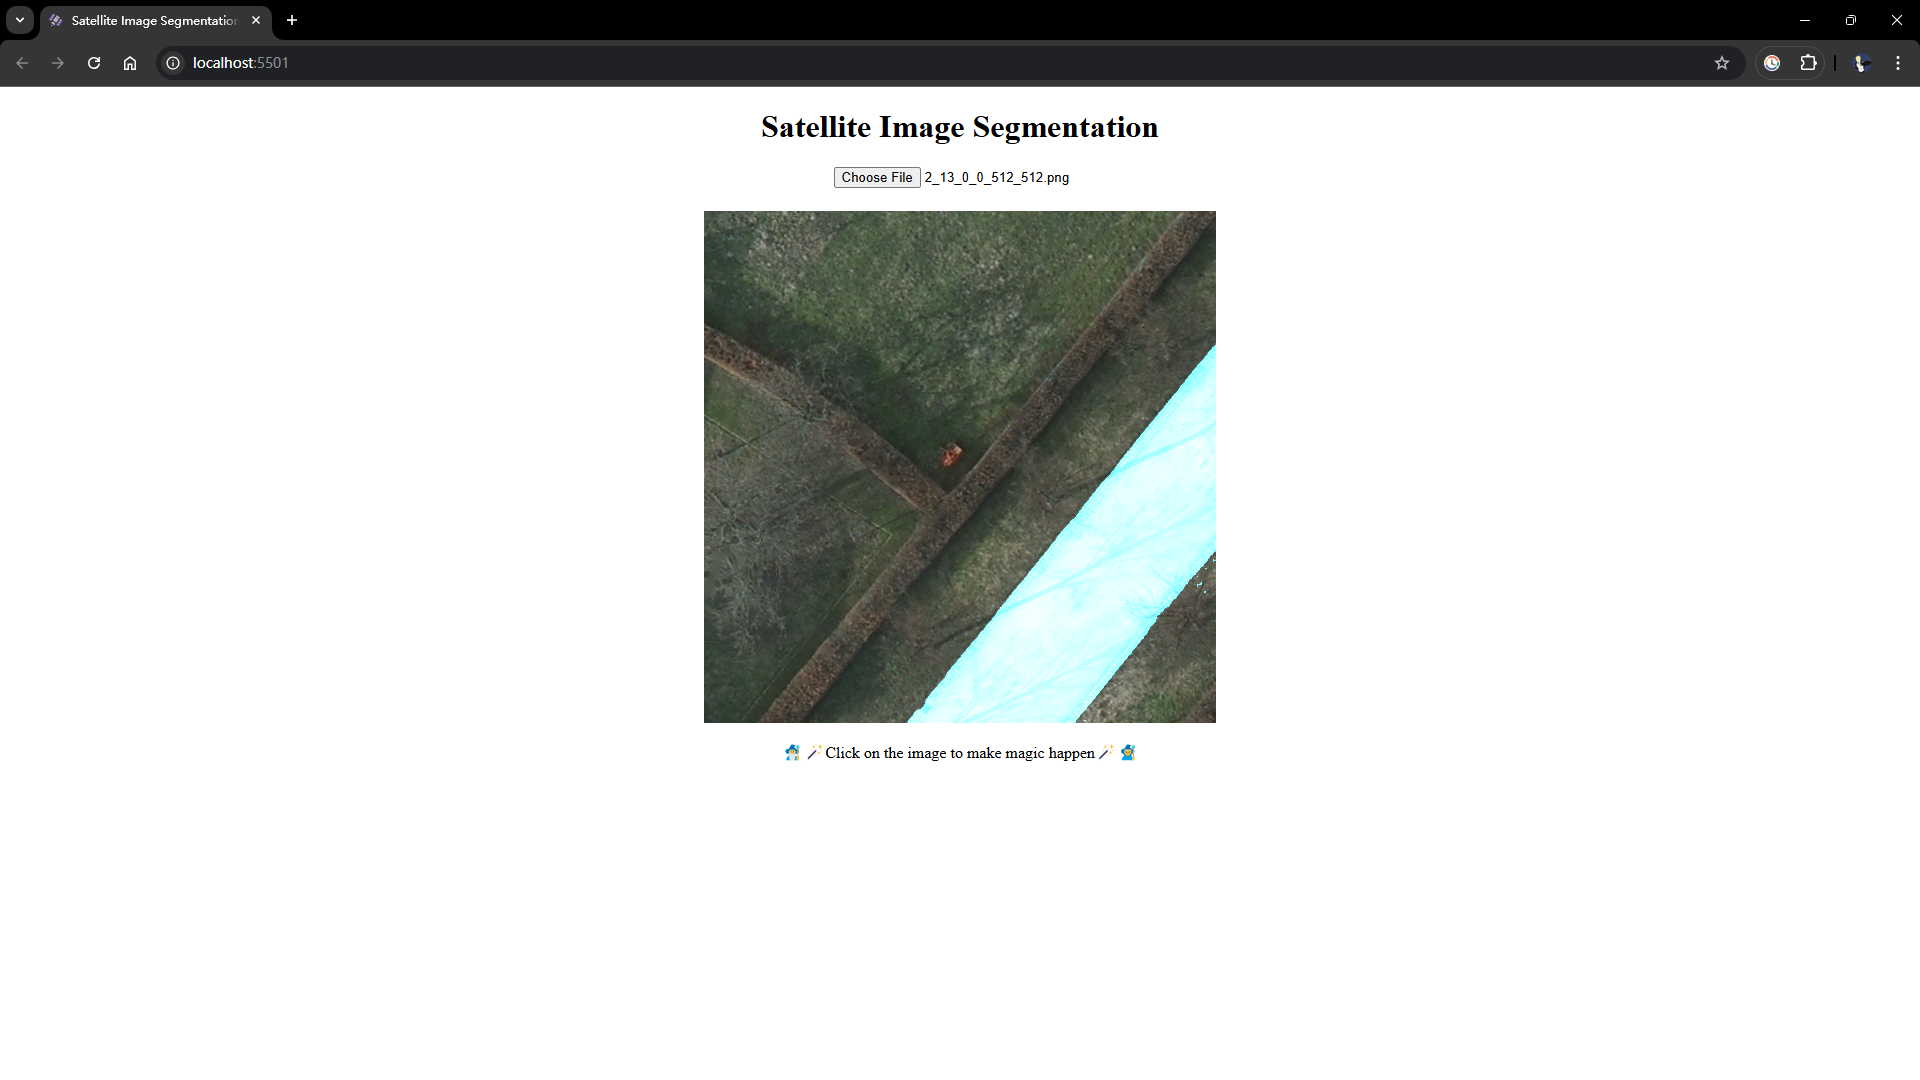 Satellite Image Segmentation
localhost:5501
Satellite Image Segmentation
Choose File 2_13_0_0_512_512.png
🧙‍♂️ 🪄Click on the image to make magic happen🪄 🧙